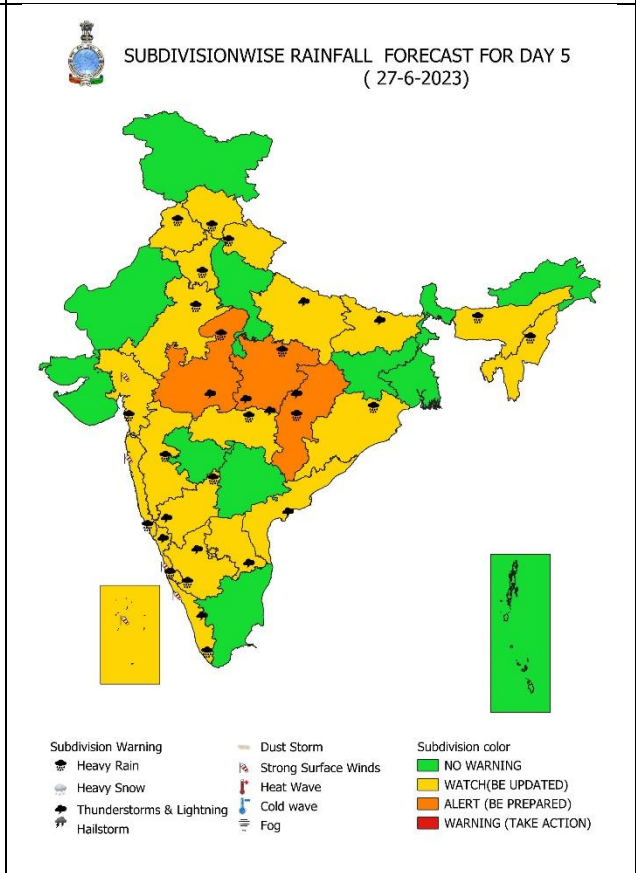 SUBDIVISIONWISE RAINFALL FORECAST FOR DAY 5
( 27-6-2023)
Subdivision Warning
Heavy Rain
Heavy Snow
Thunderstorms & Lightning
Hailstorm
Dust Storm
Strong Surface Winds
Heat Wave
Cold wave
Fog
Subdivision color
NO WARNING
WATCH(BE UPDATED)
ALERT (BE PREPARED)
WARNING (TAKE ACTION)